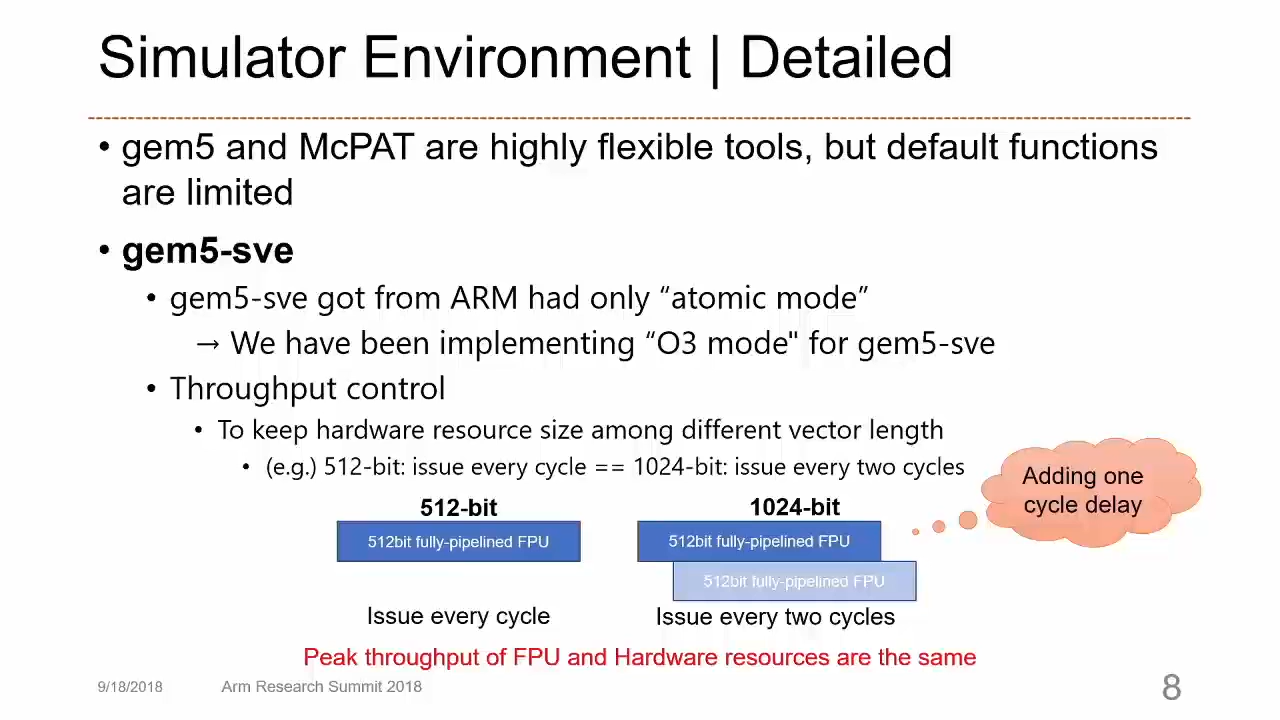 Simulator Environment | Detailed
• gem5 and McPAT are highly flexible tools, but default functions
are limited
• gem5-sve
• gem5-sve got from ARM had only “atomic mode”
→ We have been implementing “O3 mode" for gem5-sve
• Throughput control
• To keep hardware resource size among different vector length
• (e.g.) 512-bit: issue every cycle == 1024-bit: issue every two cycles
Adding one
cycle delay
512-bit
1024-bit
512bit fully-pipelined FPU
512bit fully-pipelined FPU
512bit fully-pipelined FPU
Issue every cycle
Issue every two cycles
Peak throughput of FPU and Hardware resources are the same
9/18/2018
Arm Research Summit 2018
8